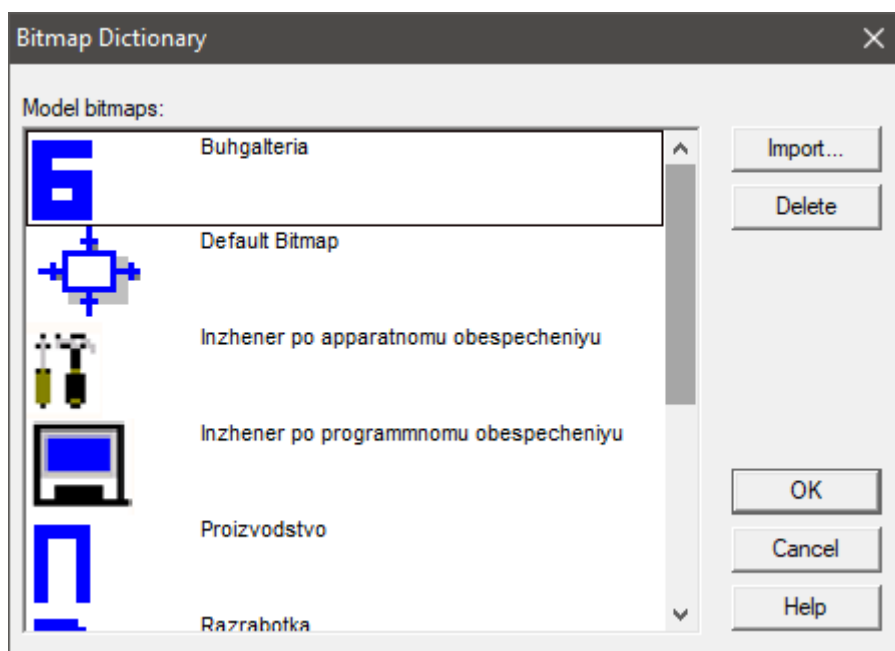 Bitmap Dictionary
Model bitmaps:
Buhgalteria
Default Bitmap
Inzhener po apparatnomu obespecheniyu
Inzhener po programmnomu obespecheniyu
Proizvodstvo
Razrabotka
Import...
Delete
OK
Cancel
Help
Б
П